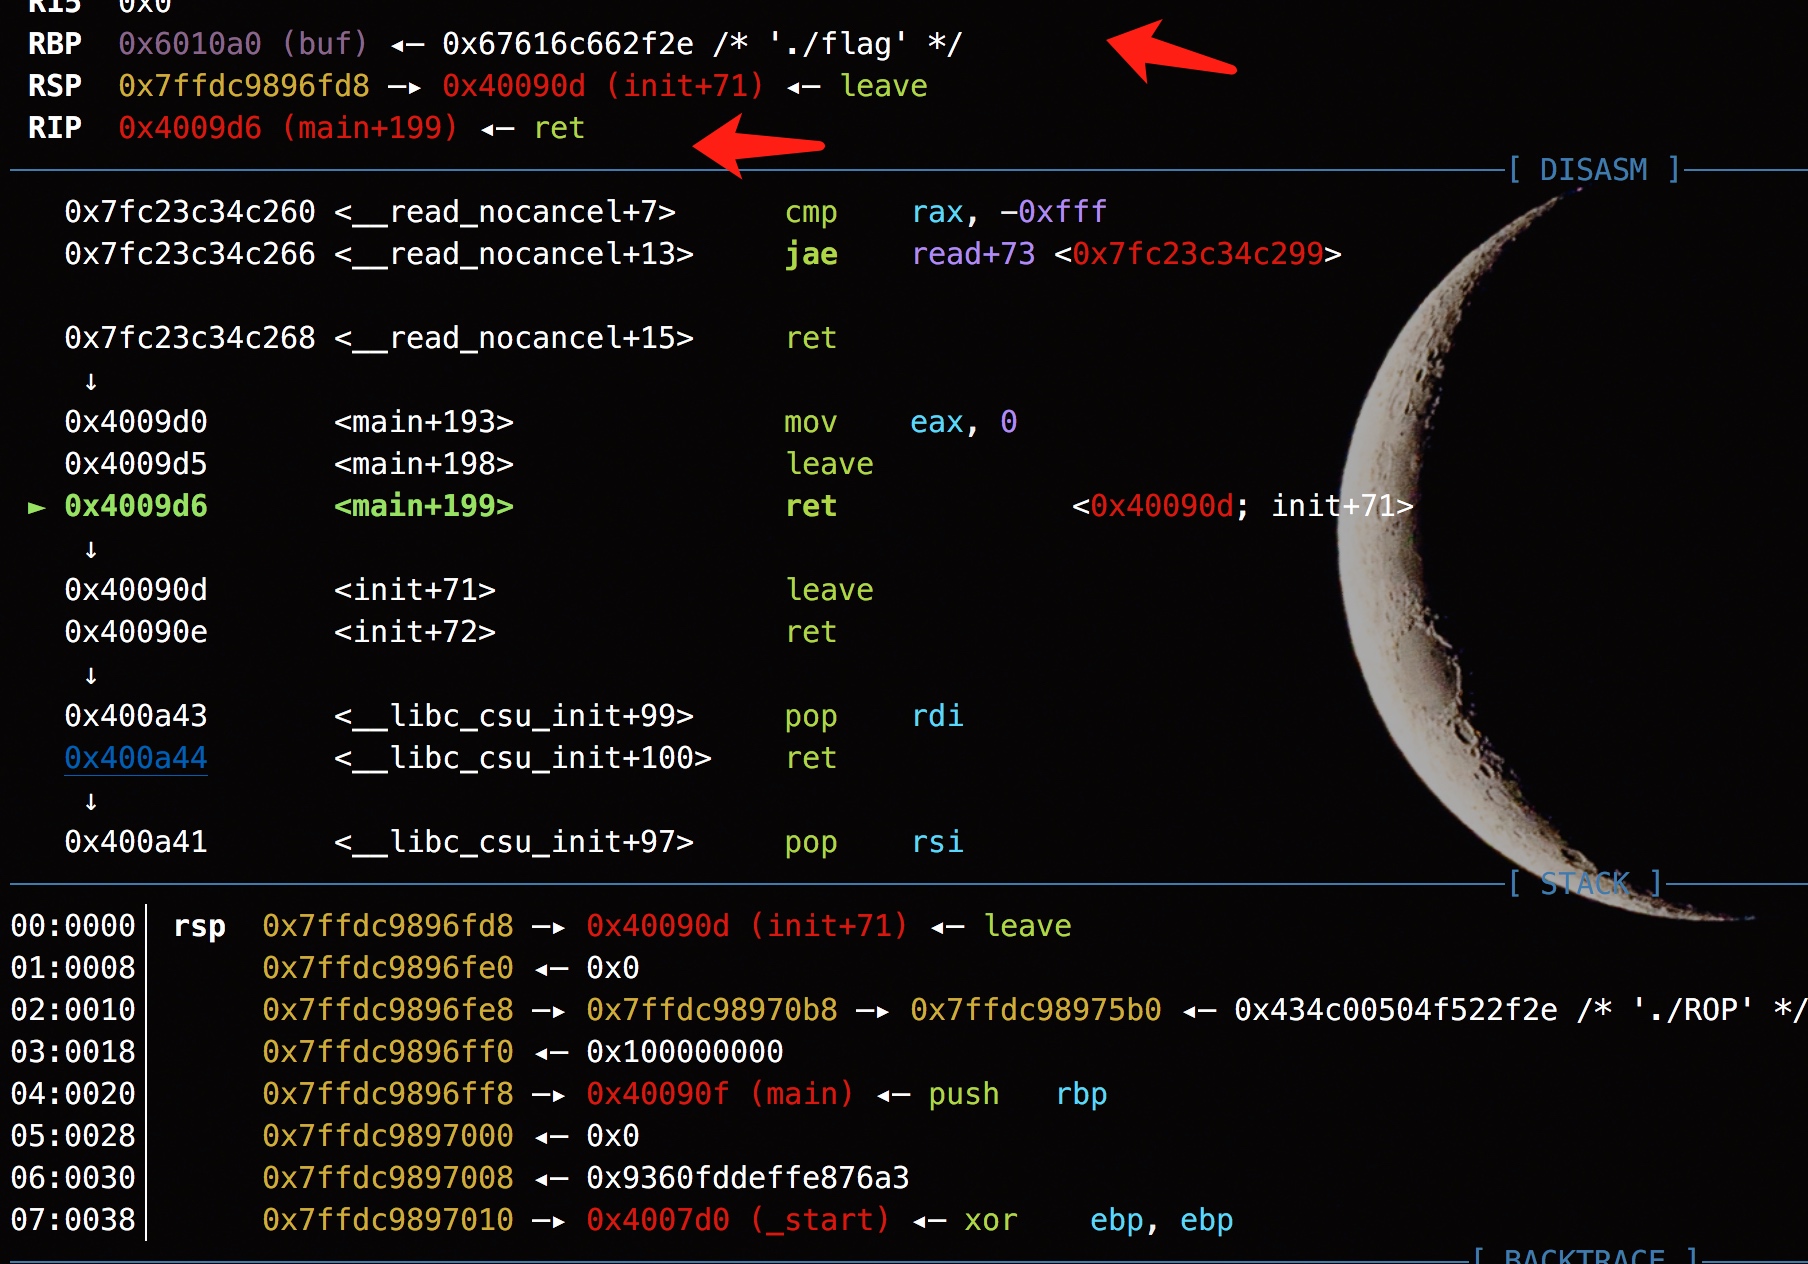 R15 0x0
RBP 0x6010a0 (buf) ◂— 0x67616c662f2e /* './flag' */
RSP 0x7ffdc9896fd8 —▸ 0x40090d (init+71) ◂— leave
RIP 0x4009d6 (main+199) ◂— ret
[ DISASM ]
0x7fc23c34c260 <__read_nocancel+7> cmp rax, -0xfff
0x7fc23c34c266 <__read_nocancel+13> jae read+73 <0x7fc23c34c299>
0x7fc23c34c268 <__read_nocancel+15> ret
↓
0x4009d0 <main+193> mov eax, 0
0x4009d5 <main+198> leave
► 0x4009d6 <main+199> ret <0x40090d; init+71>
↓
0x40090d <init+71> leave
0x40090e <init+72> ret
↓
0x400a43 <__libc_csu_init+99> pop rdi
0x400a44 <__libc_csu_init+100> ret
↓
0x400a41 <__libc_csu_init+97> pop rsi
[ STACK ]
00:0000│ rsp 0x7ffdc9896fd8 —▸ 0x40090d (init+71) ◂— leave
01:0008│ 0x7ffdc9896fe0 ◂— 0x0
02:0010│ 0x7ffdc9896fe8 —▸ 0x7ffdc98970b8 —▸ 0x7ffdc98975b0 ◂— 0x434c00504f522f2e /* './ROP' */
03:0018│ 0x7ffdc9896ff0 ◂— 0x100000000
04:0020│ 0x7ffdc9896ff8 —▸ 0x40090f (main) ◂— push rbp
05:0028│ 0x7ffdc9897000 ◂— 0x0
06:0030│ 0x7ffdc9897008 ◂— 0x9360fddeffe876a3
07:0038│ 0x7ffdc9897010 —▸ 0x4007d0 (_start) ◂— xor ebp, ebp
[ BACKTRACE ]